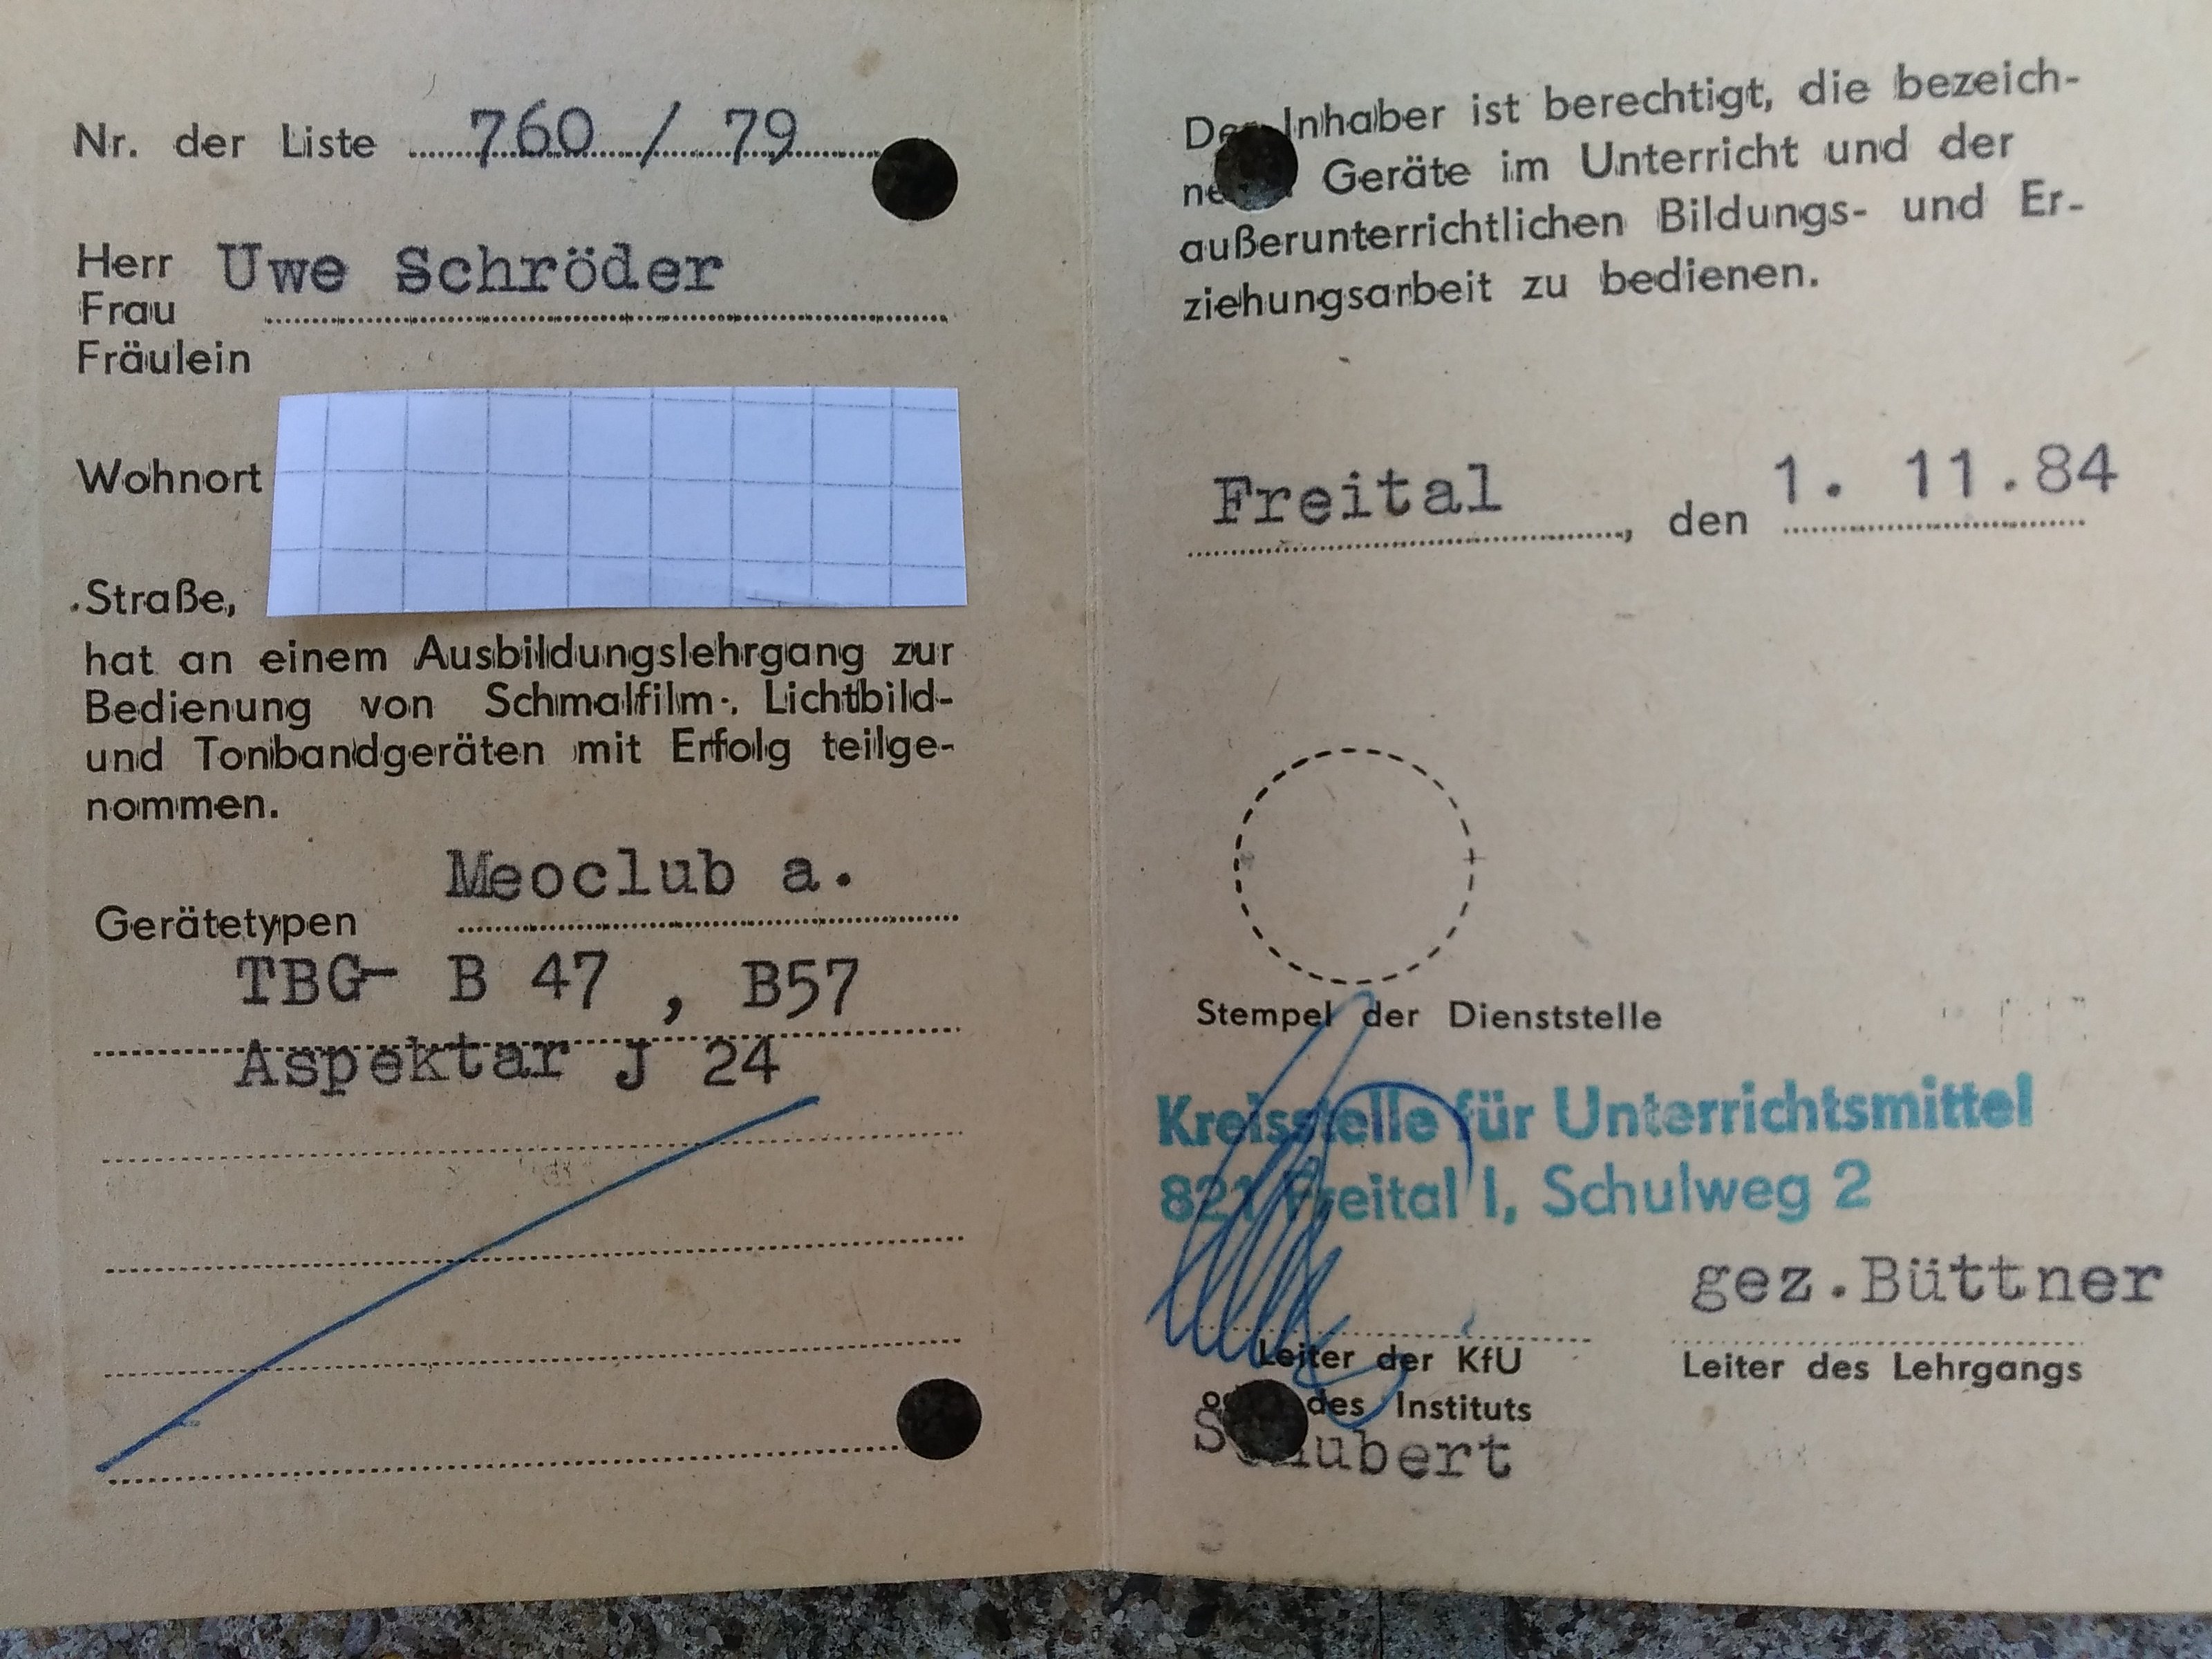 Nr. der Liste 760 / 79
Herr Uwe Schröder
Frau
Fräulein
Wohnort
Straße,
hat an einem Ausbildungslehrgang zur
Bedienung von Schmalfilm-, Lichtbild-
und Tonbandgeräten mit Erfolg teilge-
nommen.
Meoclub a.
Gerätetypen
TBG- B 47 , B57
Aspektar J 24
Inhaber ist berechtigt, die bezeich-
Geräte im Unterricht und der
außerunterrichtlichen Bildungs- und Er-
ziehungsarbeit zu bedienen.
Freital, den 1. 11.84
Stempel der Dienststelle
Kreisstelle für Unterrichtsmittel
821 Freital I, Schulweg 2
gez.Büttner
Leiter der KfU
Leiter des Lehrgangs
des Instituts